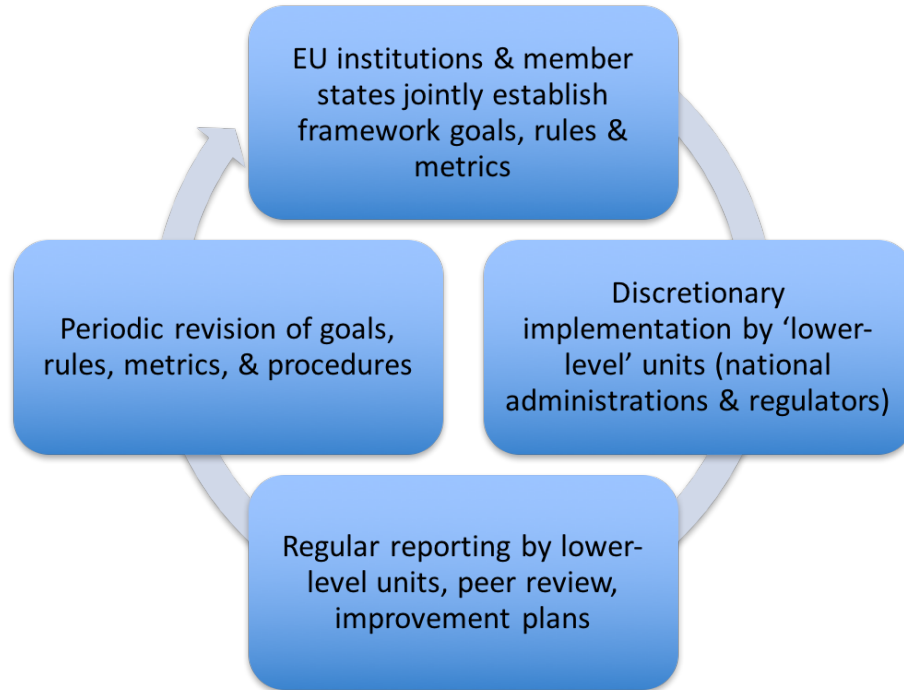 EU institutions & member
states jointly establish
framework goals, rules &
metrics
Discretionary
implementation by ‘lower-
level’ units (national
administrations & regulators)
Regular reporting by lower-
level units, peer review,
improvement plans
Periodic revision of goals,
rules, metrics, & procedures